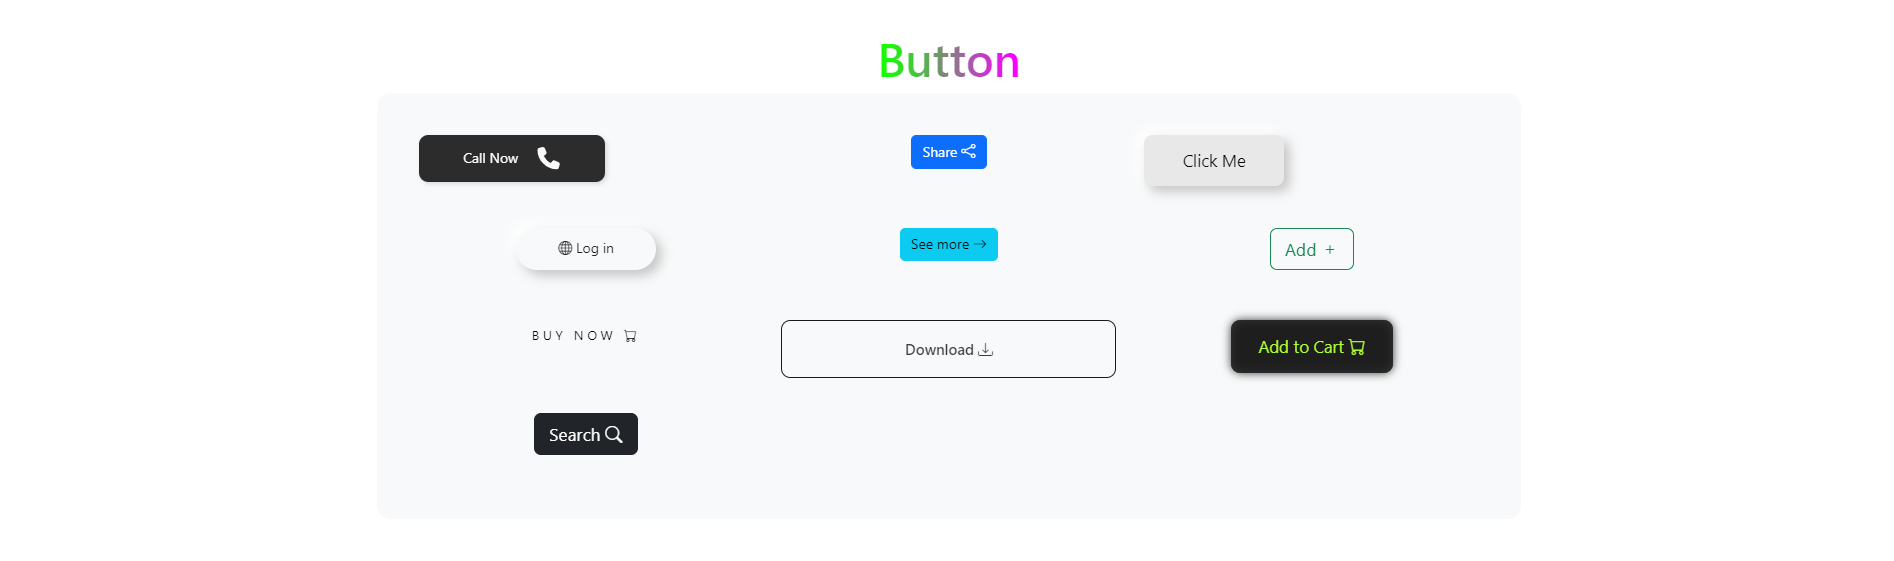 Button
Call Now
Share
Click Me
Log in
See more
Add +
BUY NOW
Download
Add to Cart
Search